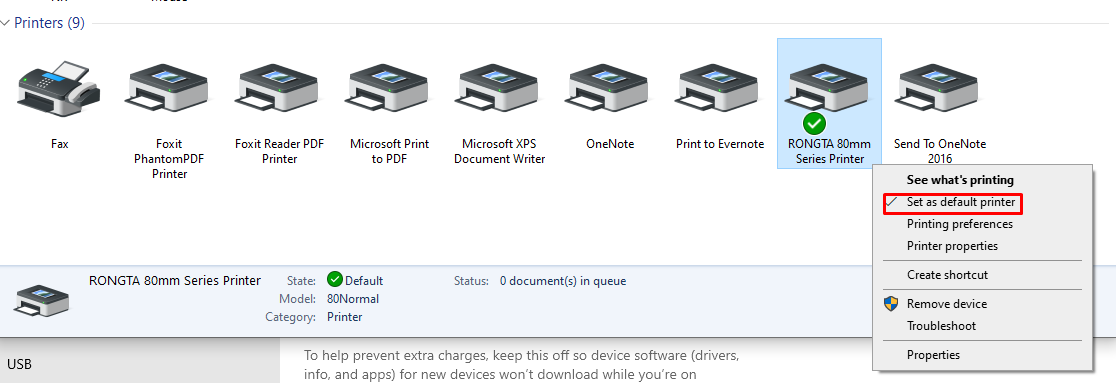 Printers (9)
Fax
Foxit
PhantomPDF
Printer
Foxit Reader PDF
Printer
Microsoft Print
to PDF
Microsoft XPS
Document Writer
OneNote
Print to Evernote
RONGTA 80mm
Series Printer
Send To OneNote
2016
See what's printing
Set as default printer
Printing preferences
Printer properties
Create shortcut
Remove device
Troubleshoot
Properties
RONGTA 80mm Series Printer
State: Default
Status: 0 document(s) in queue
Model: 80Normal
Category: Printer
USB
To help prevent extra charges, keep this off so device software (drivers,
info, and apps) for new devices won't download while you're on